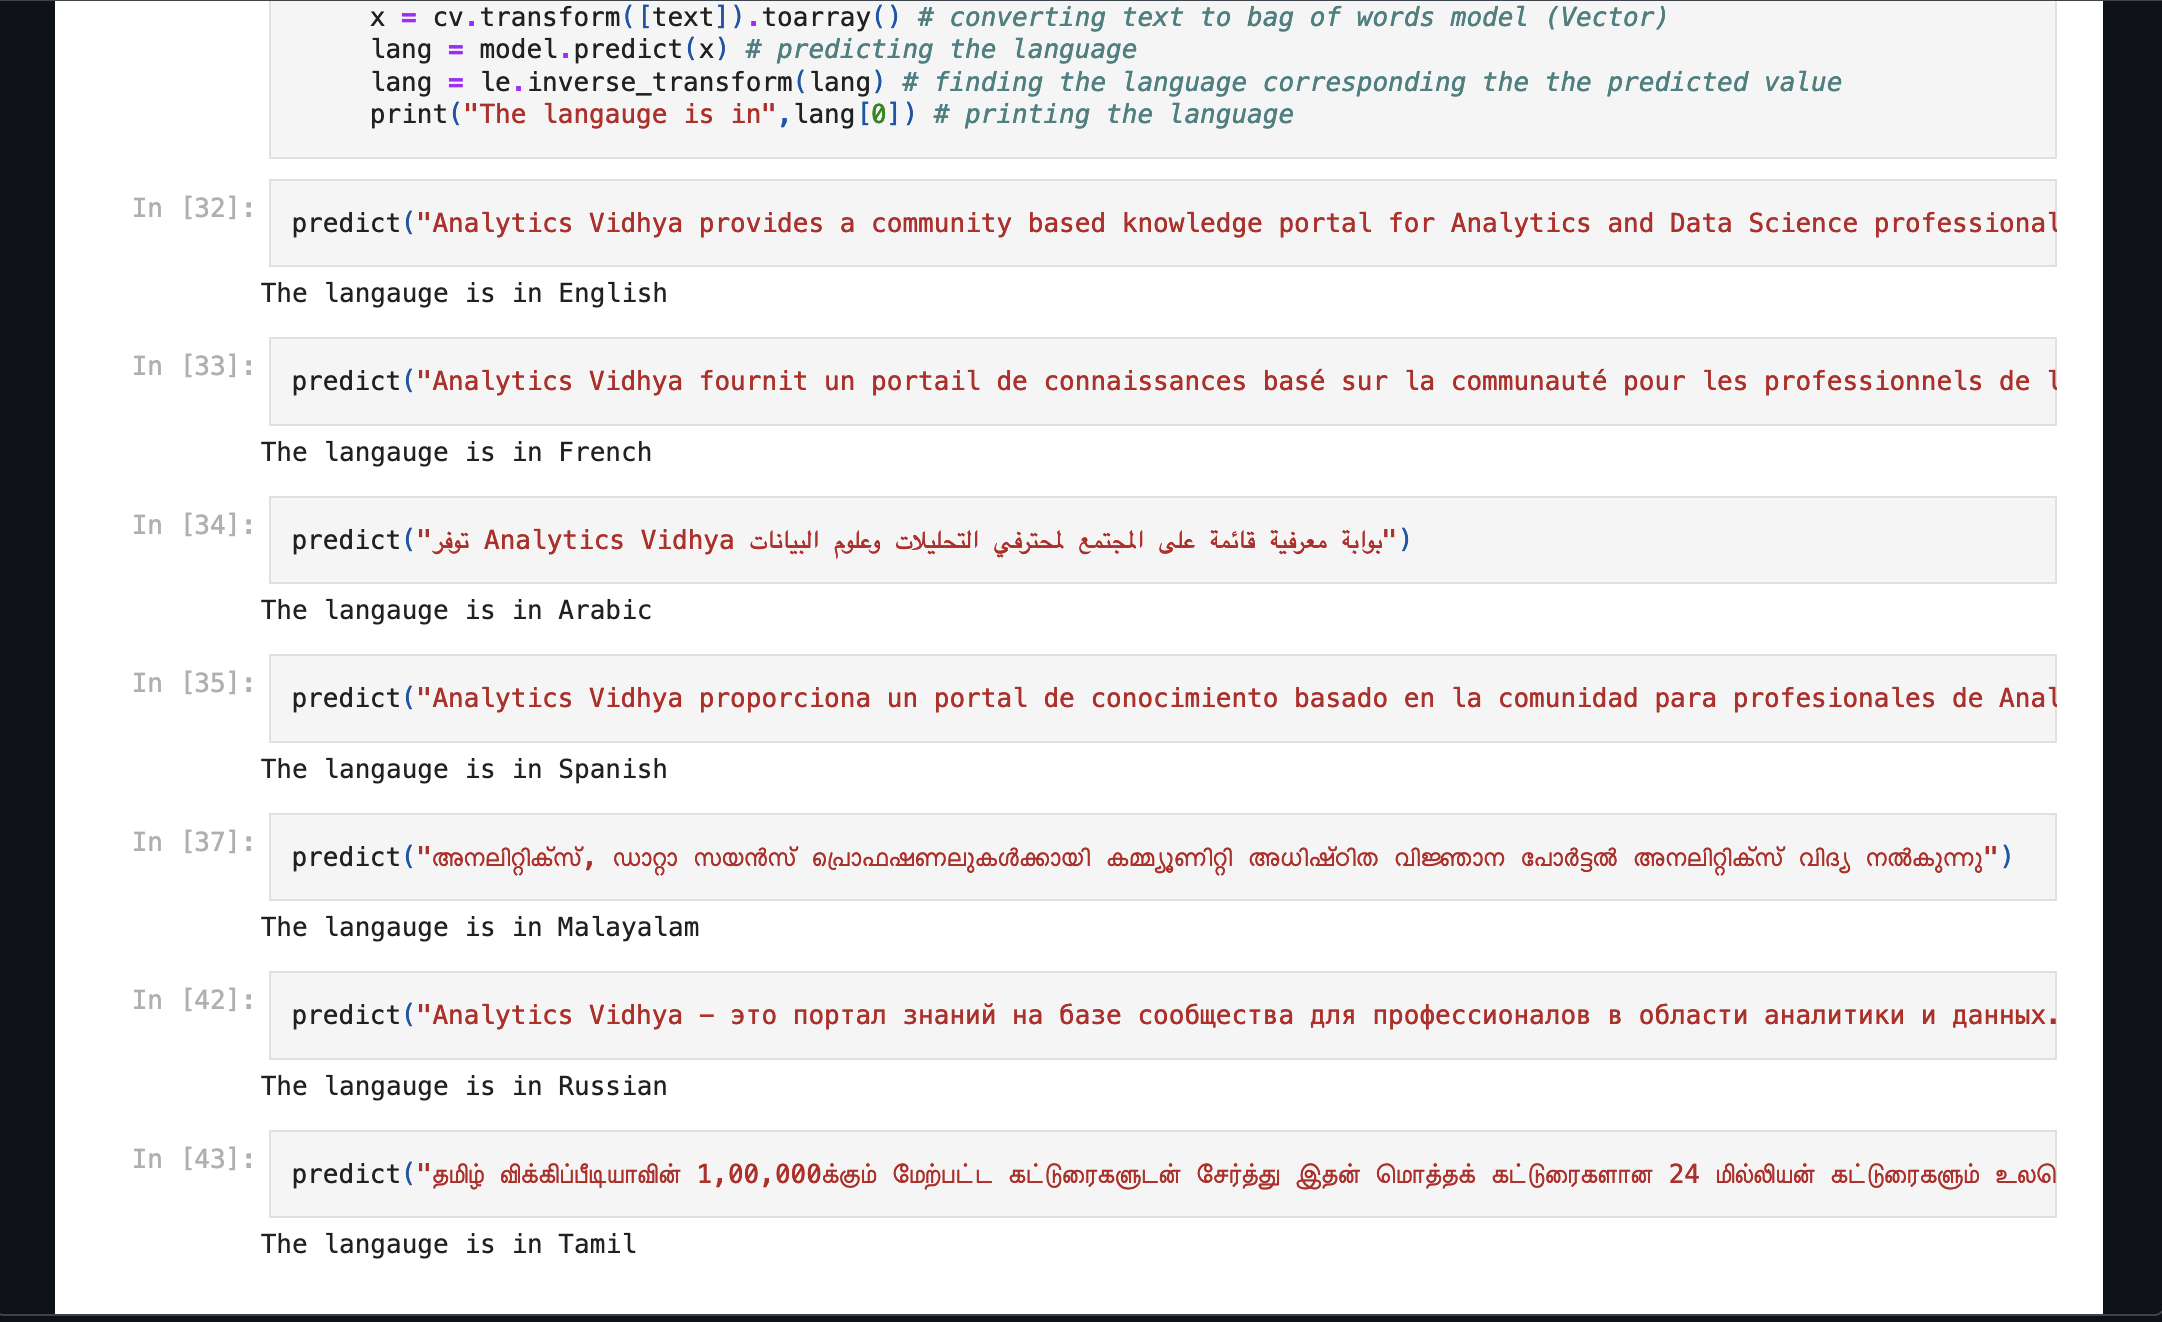 x = cv.transform([text]).toarray() # converting text to bag of words model (Vector)
lang = model.predict(x) # predicting the language
lang = le.inverse_transform(lang) # finding the language corresponding the the predicted value
print("The langauge is in",lang[0]) # printing the language
In [32]:
predict("Analytics Vidhya provides a community based knowledge portal for Analytics and Data Science professional
The langauge is in English
In [33]:
predict("Analytics Vidhya fournit un portail de connaissances basé sur la communauté pour les professionnels de l
The langauge is in French
In [34]:
predict("توفر Analytics Vidhya بوابة معرفية قائمة على المجتمع لمحترفي التحليلات وعلوم البيانات")
The langauge is in Arabic
In [35]:
predict("Analytics Vidhya proporciona un portal de conocimiento basado en la comunidad para profesionales de Anal
The langauge is in Spanish
In [37]:
predict("അനലിറ്റിക്സ്, ഡാറ്റാ സയൻസ് പ്രൊഫഷണലുകൾക്കായി കമ്മ്യൂണിറ്റി അധിഷ്ഠിത വിജ്ഞാന പോർട്ടൽ അനലിറ്റിക്സ് വിദ്യ നൽകുന്നു")
The langauge is in Malayalam
In [42]:
predict("Analytics Vidhya – это портал знаний на базе сообщества для профессионалов в области аналитики и данных.
The langauge is in Russian
In [43]:
predict("தமிழ் விக்கிப்பீடியாவின் 1,00,000க்கும் மேற்பட்ட கட்டுரைகளுடன் சேர்த்து இதன் மொத்தக் கட்டுரைகளான 24 மில்லியன் கட்டுரைகளும்
The langauge is in Tamil